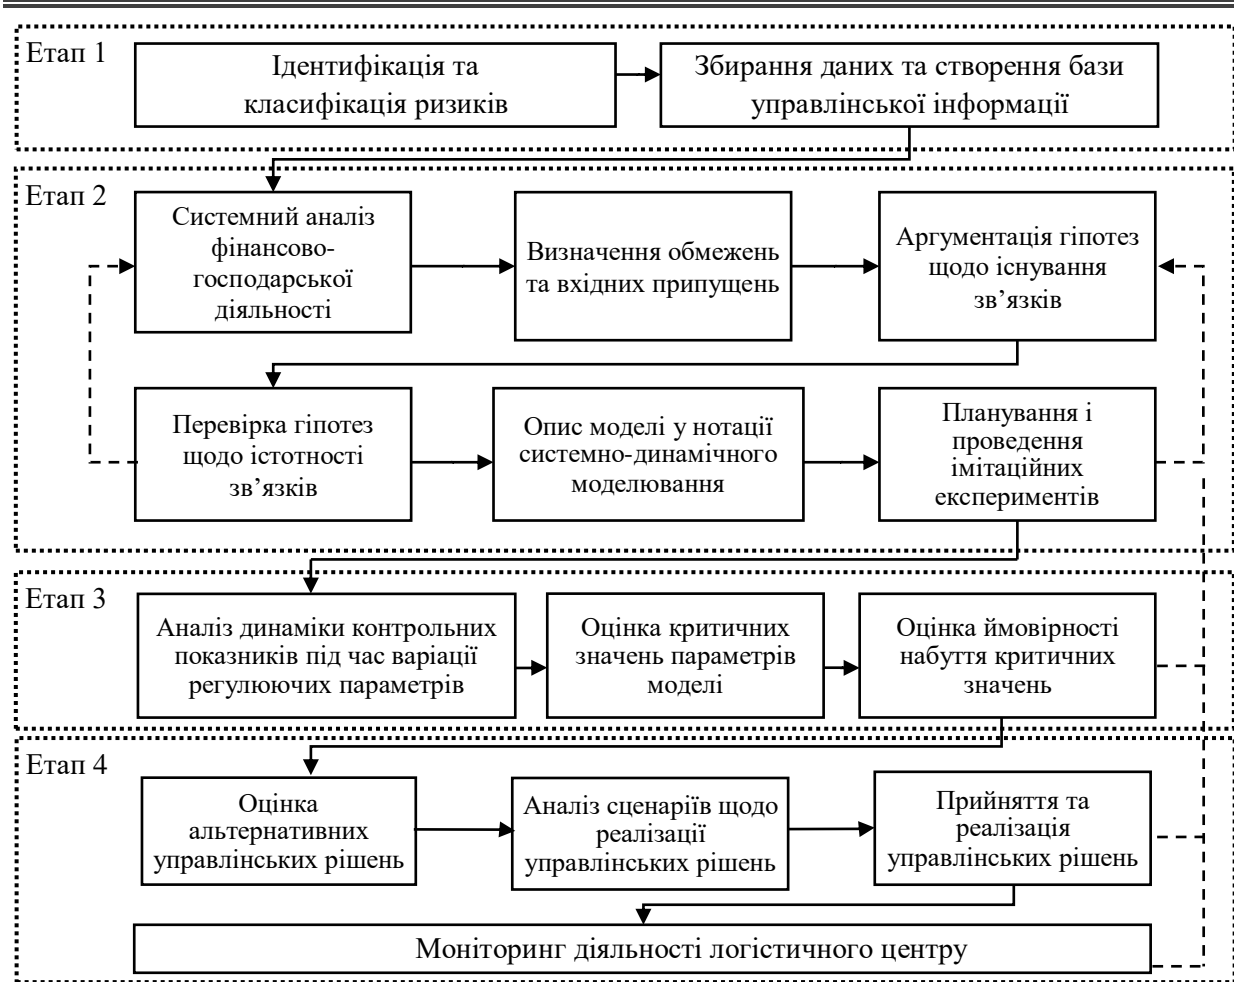 Етап 1
Ідентифікація та
класифікація ризиків
Збирання даних та створення бази
управлінської інформації
Етап 2
Системний аналіз
фінансово-
господарської
діяльності
Визначення обмежень
та вхідних припущень
Аргументація гіпотез
щодо існування
зв’язків
Перевірка гіпотез
щодо істотності
зв’язків
Опис моделі у нотації
системно-динамічного
моделювання
Планування і
проведення
імітаційних
експериментів
Етап 3
Аналіз динаміки контрольних
показників під час варіації
регулюючих параметрів
Оцінка критичних
значень параметрів
моделі
Оцінка ймовірності
набуття критичних
значень
Етап 4
Оцінка
альтернативних
управлінських рішень
Аналіз сценаріїв щодо
реалізації
управлінських рішень
Прийняття та
реалізація
управлінських рішень
Моніторинг діяльності логістичного центру